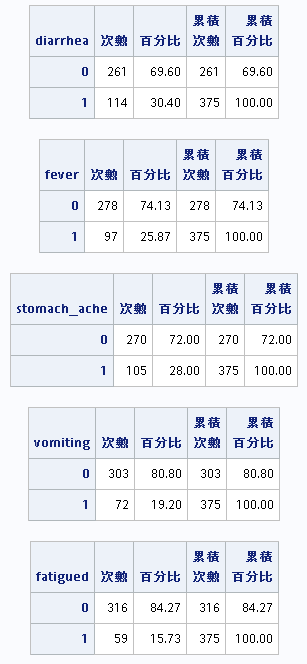 累積 累積
diarrhea 次數 百分比 次數 百分比
0 261 69.60 261 69.60
1 114 30.40 375 100.00
累積 累積
fever 次數 百分比 次數 百分比
0 278 74.13 278 74.13
1 97 25.87 375 100.00
累積 累積
stomach_ache 次數 百分比 次數 百分比
0 270 72.00 270 72.00
1 105 28.00 375 100.00
累積 累積
vomiting 次數 百分比 次數 百分比
0 303 80.80 303 80.80
1 72 19.20 375 100.00
累積 累積
fatigued 次數 百分比 次數 百分比
0 316 84.27 316 84.27
1 59 15.73 375 100.00